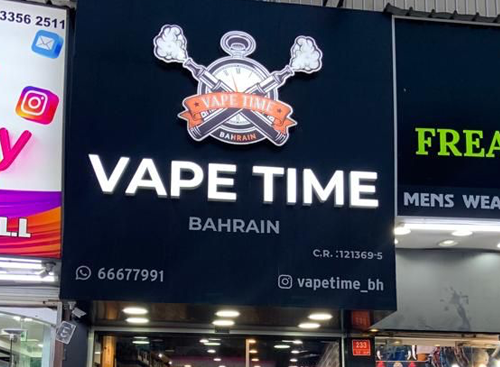 3356 2511
VAPE TIME
BAHRAIN
VAPE TIME
BAHRAIN
C.R. :121369-5
66677991
vapetime_bh
y
L.L
FREA
MENS WEA
233